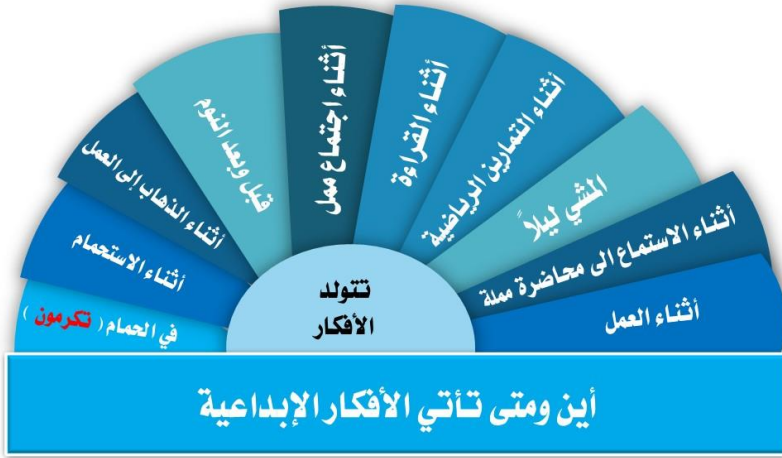 أثناء العمل
أثناء الاستماع الى محاضرة مملة
المشي ليلاً
أثناء التمارين الرياضية
أثناء القراءة
أثناء اجتماع ممل
قبل وبعد النوم
أثناء الذهاب إلى العمل
أثناء الاستحمام
في الحمام ( تكرمون )
تتولد
الأفكار
أين ومتى تأتي الأفكار الإبداعية